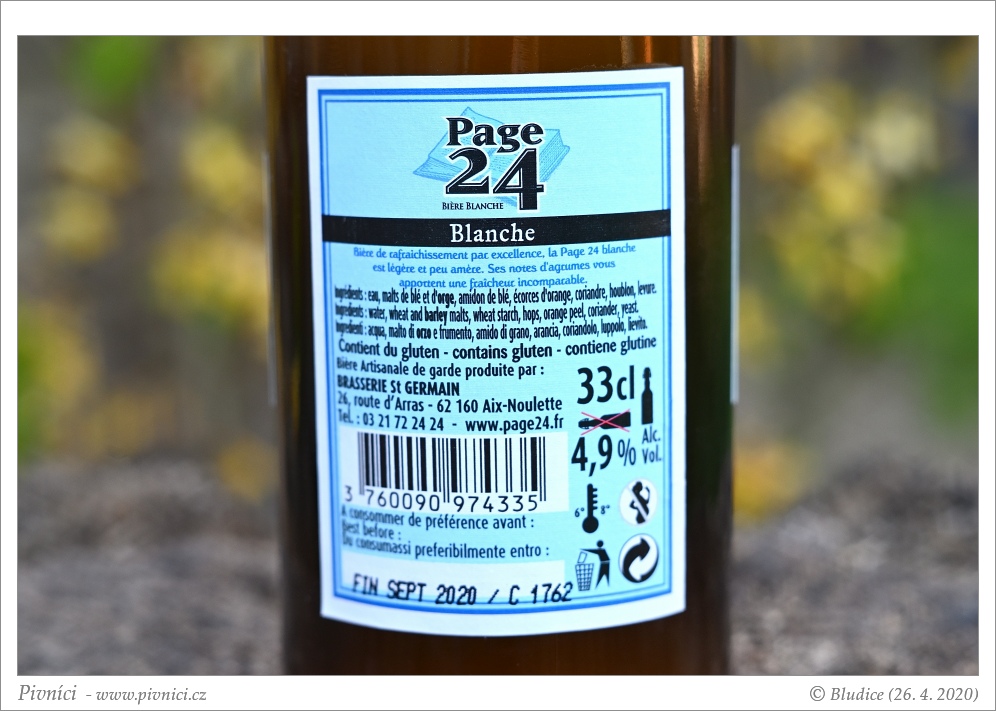 Page
24
BIÈRE BLANCHE
Blanche
Bière de rafraichissement par excellence, la Page 24 blanche
est légère et peu amère. Ses notes d'agrumes vous
apportent une fraicheur incomparable.
Ingrédients : eau, malts de blé et d'orge, amidon de blé, écorces d'orange, coriandre, houblon, levure.
Ingredients : water, wheat and barley malts, wheat starch, hops, orange peel, coriander, yeast.
Ingredienti : acqua, malto di orzo e frumento, amido di grano, arancia, coriandolo, luppolo, lievito.
Contient du gluten - contains gluten - contiene glutine
Bière Artisanale de garde produite par :
BRASSERIE St GERMAIN
26, route d'Arras - 62 160 Aix-Noulette
Tel. : 03 21 72 24 24 - www.page24.fr
33cl
4,9% Alc.
Vol.
6° 8°
3 760090 974335
A consommer de préférence avant :
Best before :
Da consumassi preferibilmente entro :
FIN SEPT 2020 / C 1762
Pivníci - www.pivnici.cz
© Bludice (26. 4. 2020)